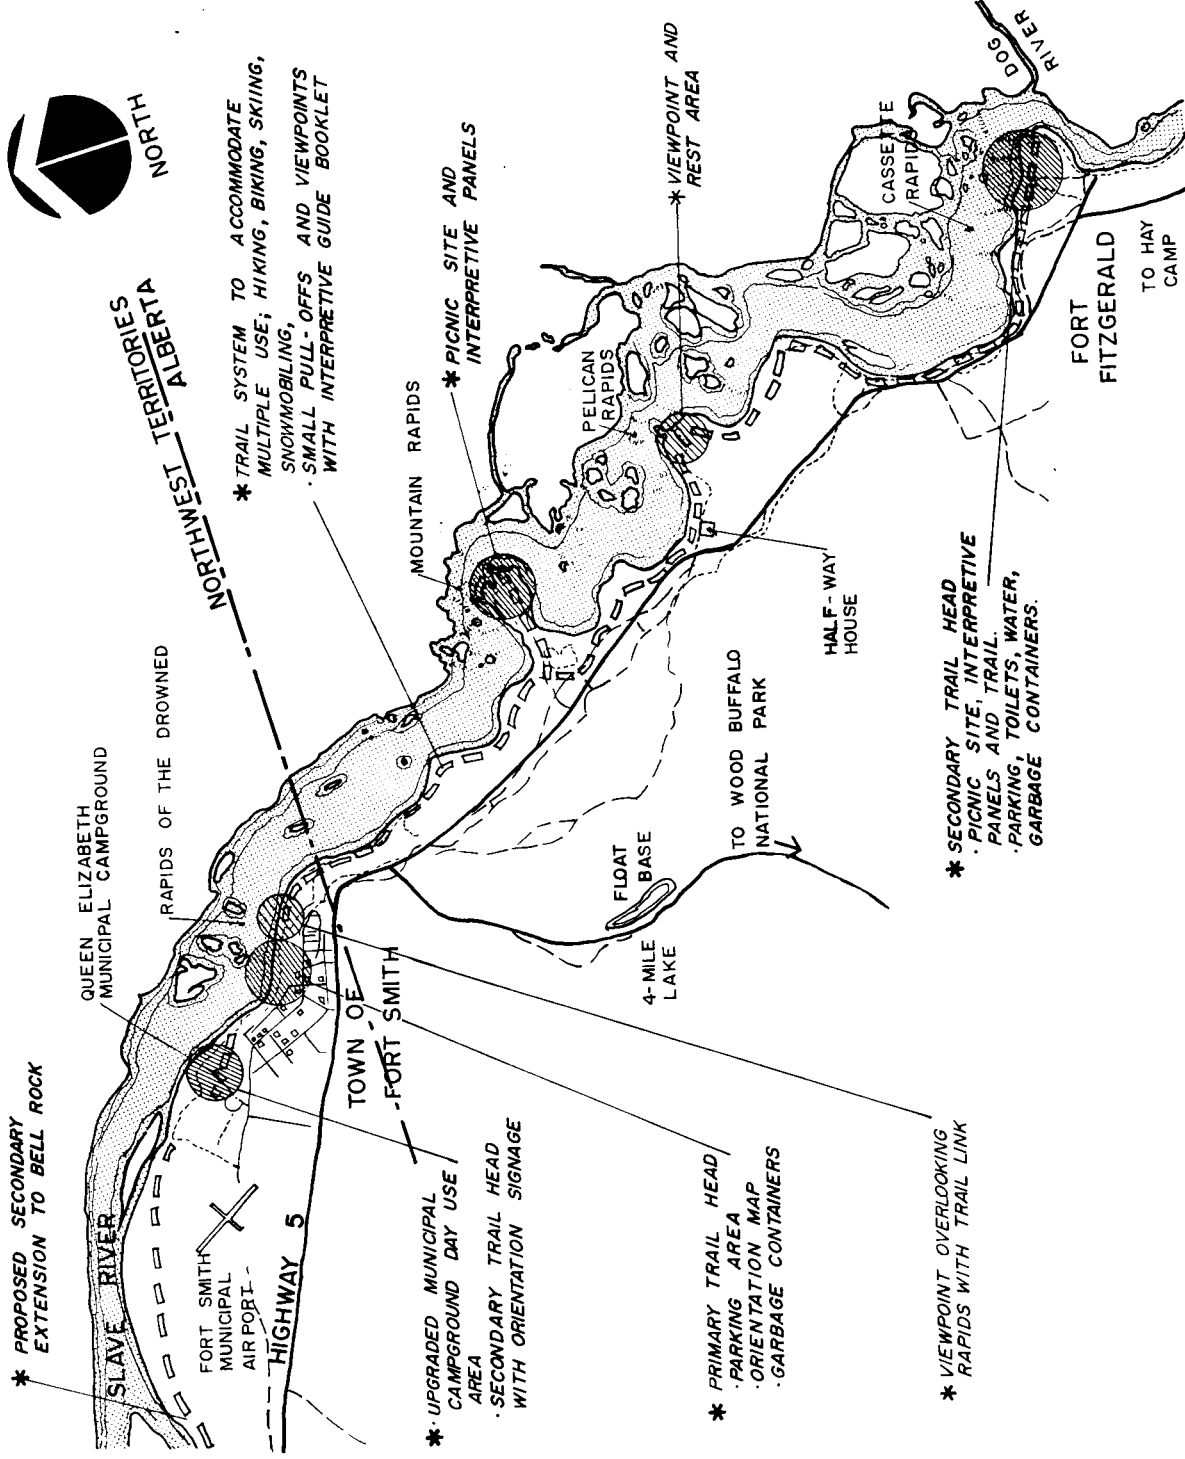 * PROPOSED SECONDARY
EXTENSION TO BELL ROCK
SLAVE RIVER
FORT SMITH
MUNICIPAL
AIRPORT
HIGHWAY 5
QUEEN ELIZABETH
MUNICIPAL CAMPGROUND
RAPIDS OF THE DROWNED
TOWN OF
FORT SMITH
NORTHWEST TERRITORIES
ALBERTA
NORTH
* TRAIL SYSTEM TO ACCOMMODATE
MULTIPLE USE; HIKING, BIKING, SKIING,
SNOWMOBILING,
· SMALL PULL-OFFS AND VIEWPOINTS
WITH INTERPRETIVE GUIDE BOOKLET
MOUNTAIN RAPIDS
* PICNIC SITE AND
INTERPRETIVE PANELS
PELICAN
RAPIDS
* VIEWPOINT AND
REST AREA
CASSETTE
RAPIDS
DOG
RIVER
FORT
FITZGERALD
TO HAY
CAMP
HALF-WAY
HOUSE
TO WOOD BUFFALO
NATIONAL PARK
FLOAT
BASE
4-MILE
LAKE
* · UPGRADED MUNICIPAL
CAMPGROUND DAY USE
AREA
· SECONDARY TRAIL HEAD
WITH ORIENTATION SIGNAGE
* PRIMARY TRAIL HEAD
· PARKING AREA
· ORIENTATION MAP
· GARBAGE CONTAINERS
* VIEWPOINT OVERLOOKING
RAPIDS WITH TRAIL LINK
* SECONDARY TRAIL HEAD
· PICNIC SITE, INTERPRETIVE
PANELS AND TRAIL.
· PARKING, TOILETS, WATER,
GARBAGE CONTAINERS.